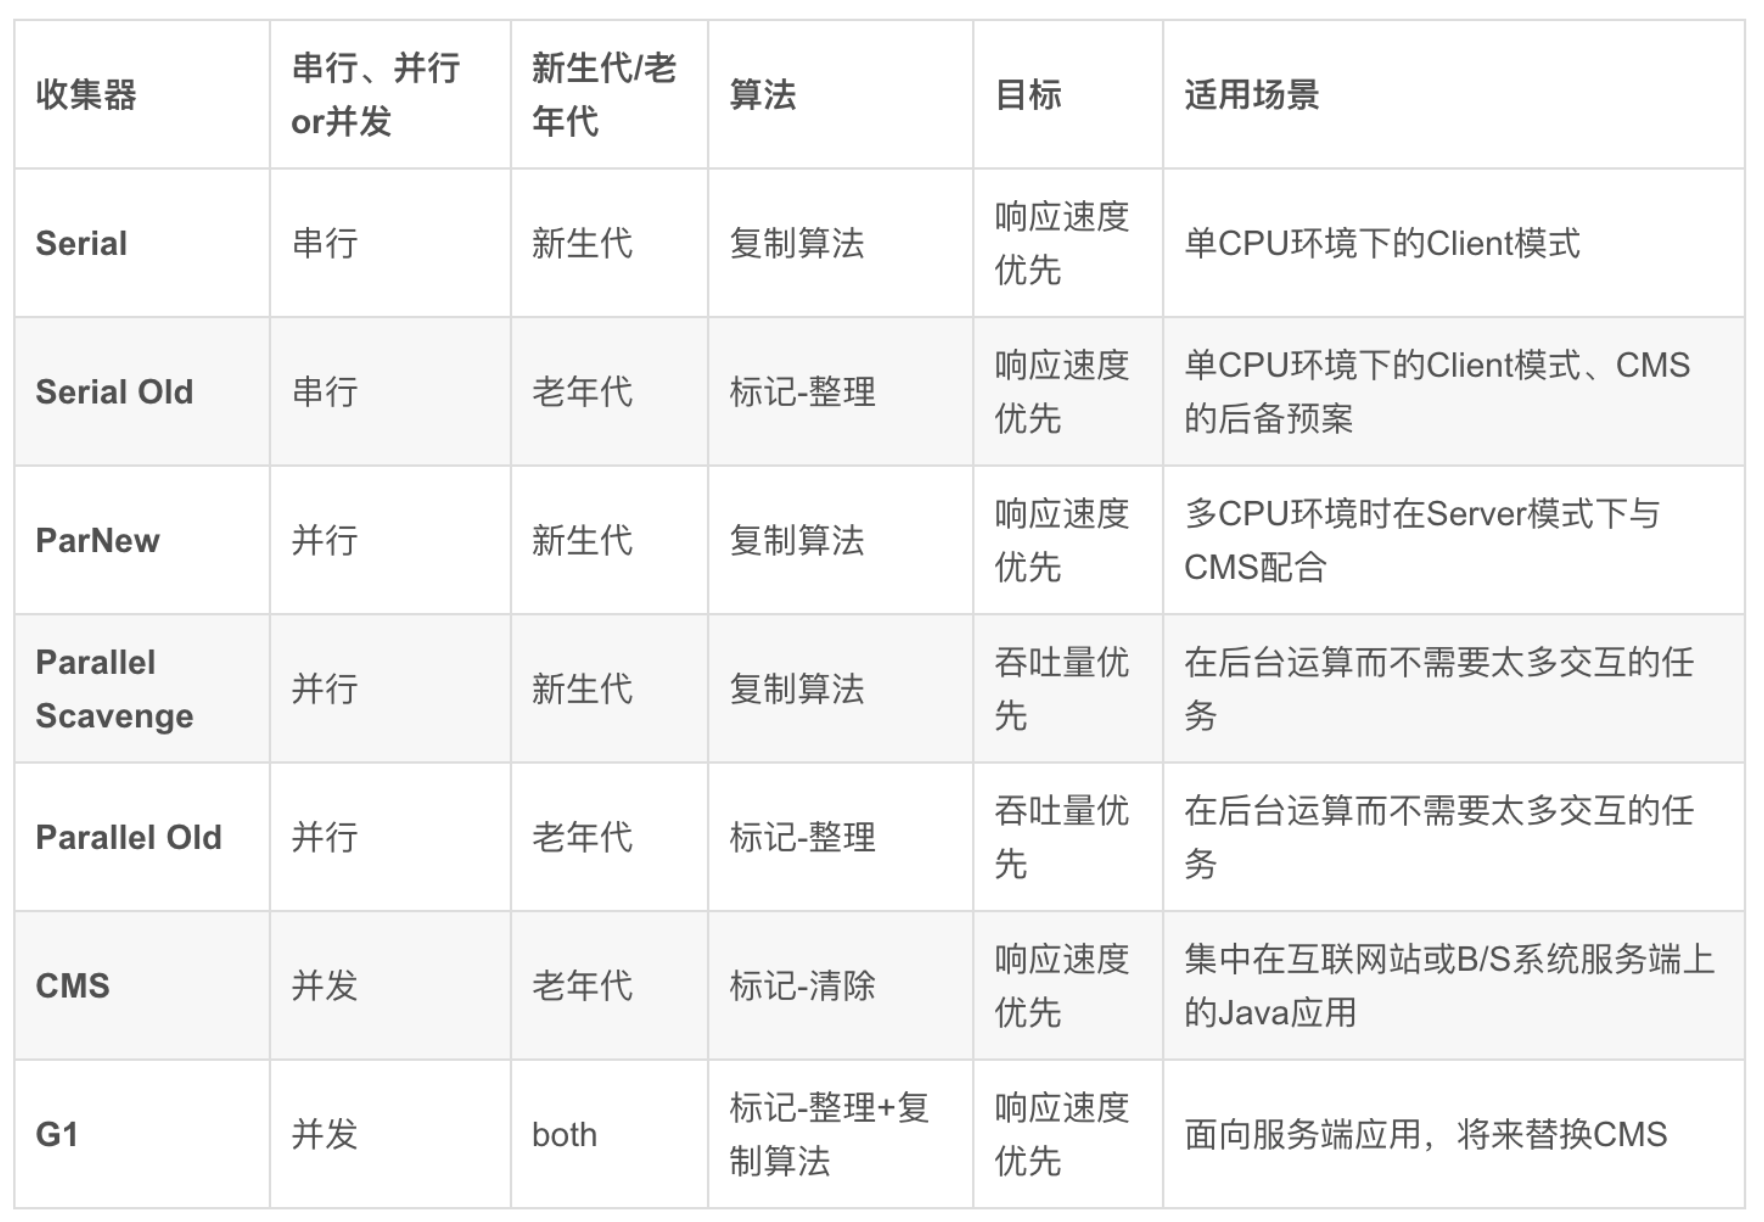 收集器
串行、并行
or并发
新生代/老
年代
算法
目标
适用场景
Serial
串行
新生代
复制算法
响应速度
优先
单CPU环境下的Client模式
Serial Old
串行
老年代
标记-整理
响应速度
优先
单CPU环境下的Client模式、CMS
的后备预案
ParNew
并行
新生代
复制算法
响应速度
优先
多CPU环境时在Server模式下与
CMS配合
Parallel
Scavenge
并行
新生代
复制算法
吞吐量优
先
在后台运算而不需要太多交互的任
务
Parallel Old
并行
老年代
标记-整理
吞吐量优
先
在后台运算而不需要太多交互的任
务
CMS
并发
老年代
标记-清除
响应速度
优先
集中在互联网站或B/S系统服务端上
的Java应用
G1
并发
both
标记-整理+复
制算法
响应速度
优先
面向服务端应用，将来替换CMS